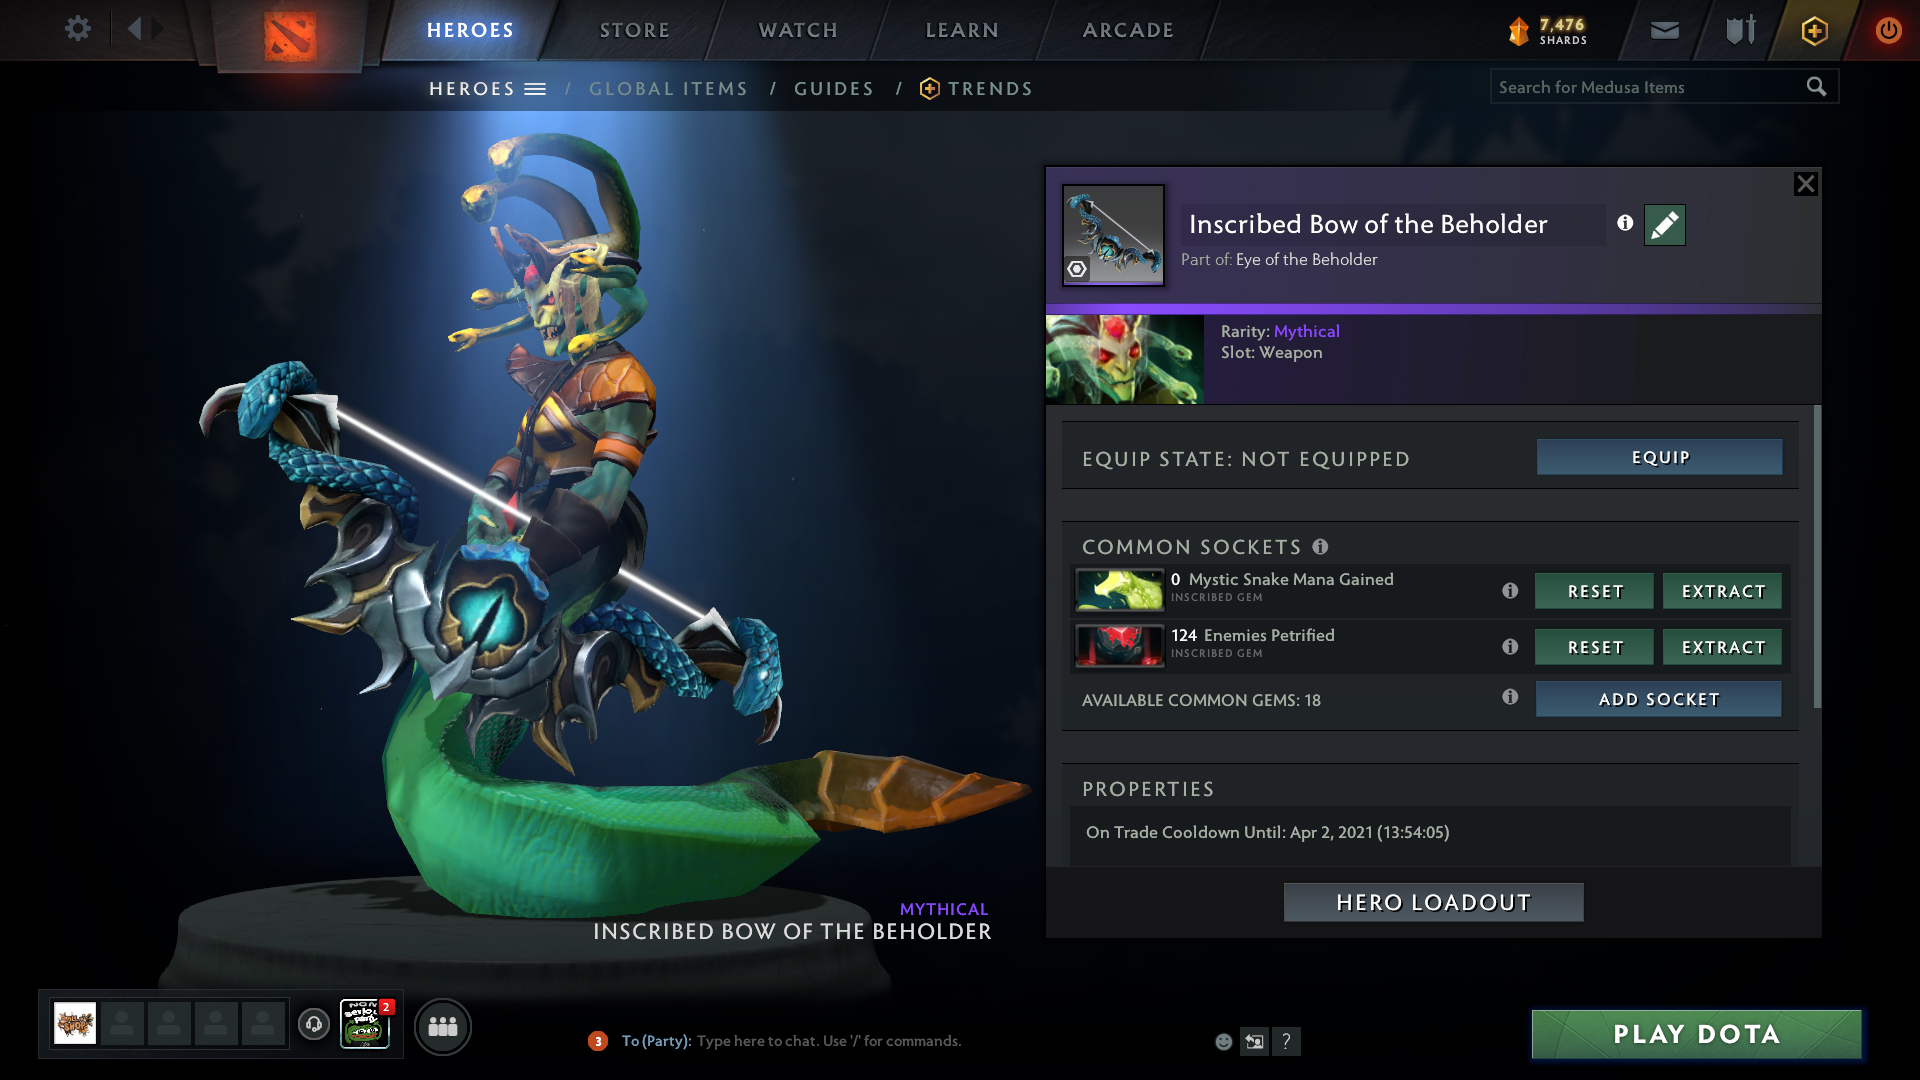 HEROES
STORE
WATCH
LEARN
ARCADE
7,476
SHARDS
HEROES / GLOBAL ITEMS / GUIDES / TRENDS
Search for Medusa Items
Inscribed Bow of the Beholder
Part of: Eye of the Beholder
Rarity: Mythical
Slot: Weapon
EQUIP STATE: NOT EQUIPPED
EQUIP
COMMON SOCKETS
0 Mystic Snake Mana Gained
INSCRIBED GEM
RESET
EXTRACT
124 Enemies Petrified
INSCRIBED GEM
RESET
EXTRACT
AVAILABLE COMMON GEMS: 18
ADD SOCKET
PROPERTIES
On Trade Cooldown Until: Apr 2, 2021 (13:54:05)
HERO LOADOUT
MYTHICAL
INSCRIBED BOW OF THE BEHOLDER
2
3
To (Party): Type here to chat. Use '/' for commands.
?
PLAY DOTA